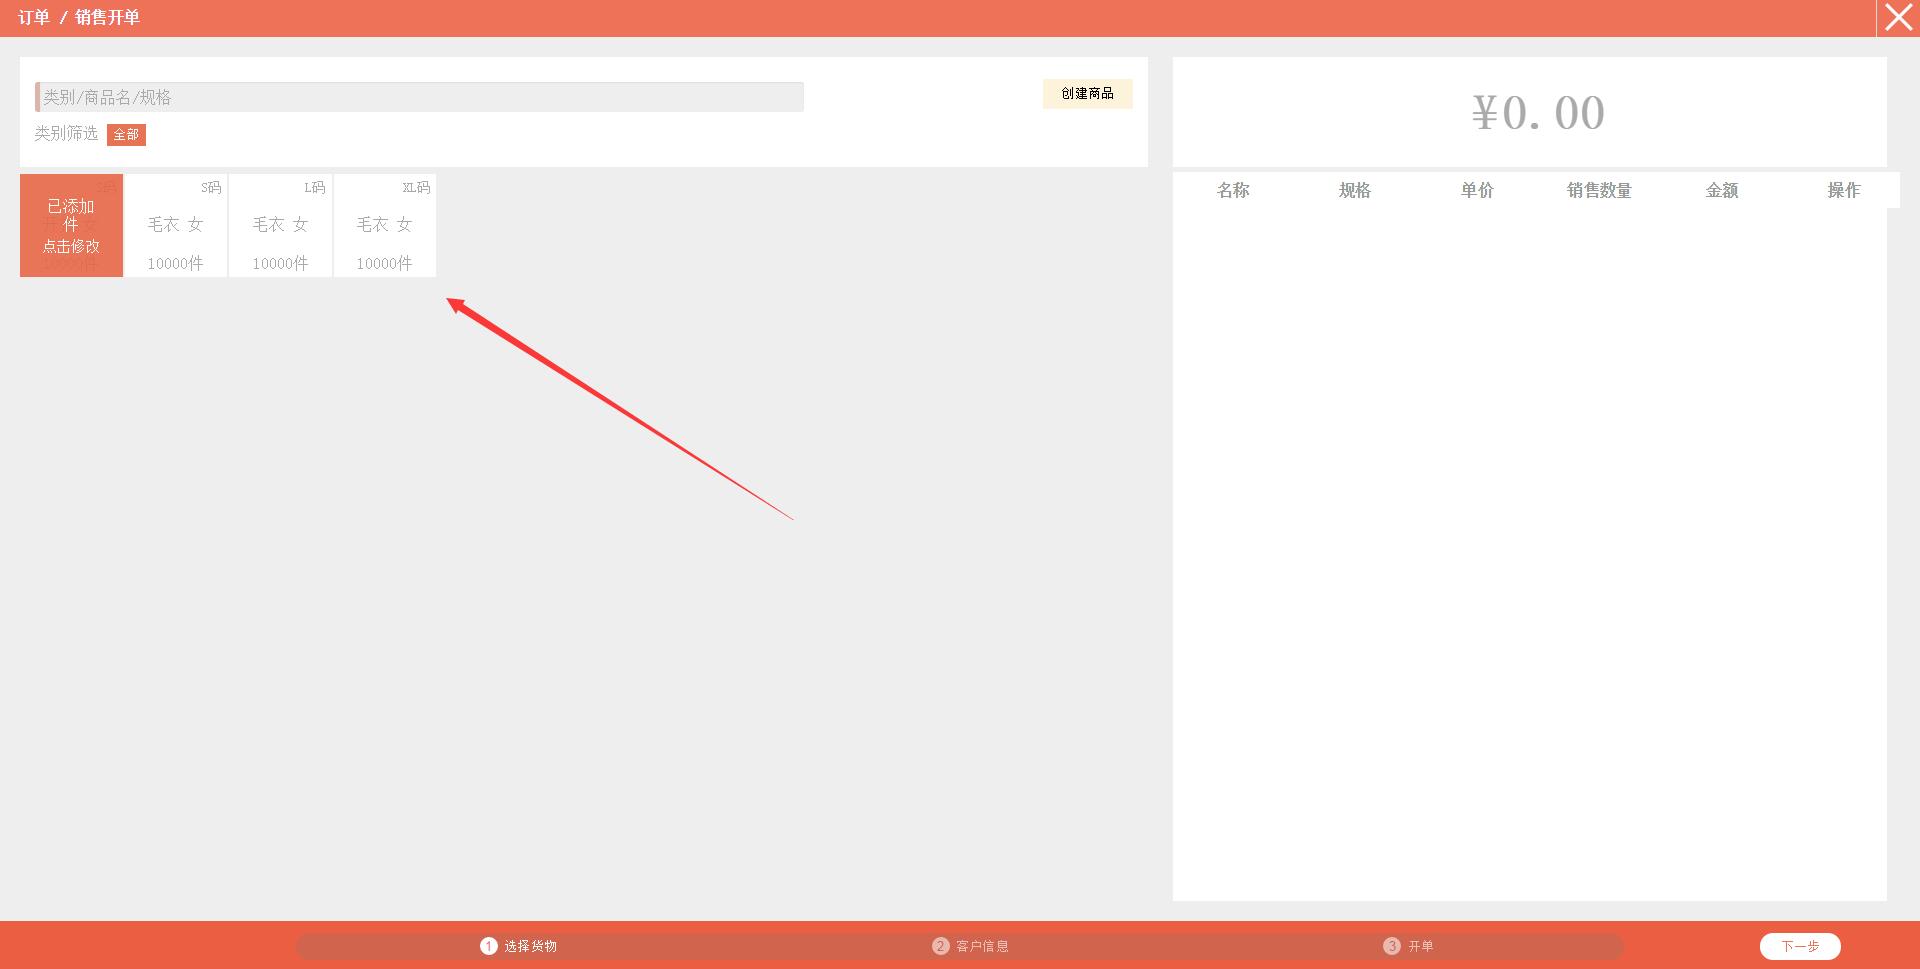 订单 / 销售开单
类别/商品名/规格
创建商品
类别筛选 全部
¥0.00
名称 规格 单价 销售数量 金额 操作
已添加
件
点击修改
S码
毛衣 女
10000件
L码
毛衣 女
10000件
XL码
毛衣 女
10000件
1 选择货物
2 客户信息
3 开单
下一步